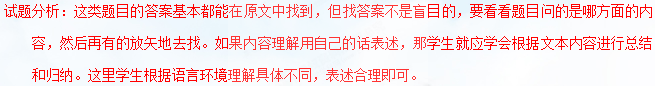 试题分析：这类题目的答案基本都能在原文中找到，但找答案不是盲目的，要看看题目问的是哪方面的内
容，然后再有的放矢地去找。如果内容理解用自己的话表述，那学生就应学会根据文本内容进行总结
和归纳。这里学生根据语言环境理解具体不同，表述合理即可。